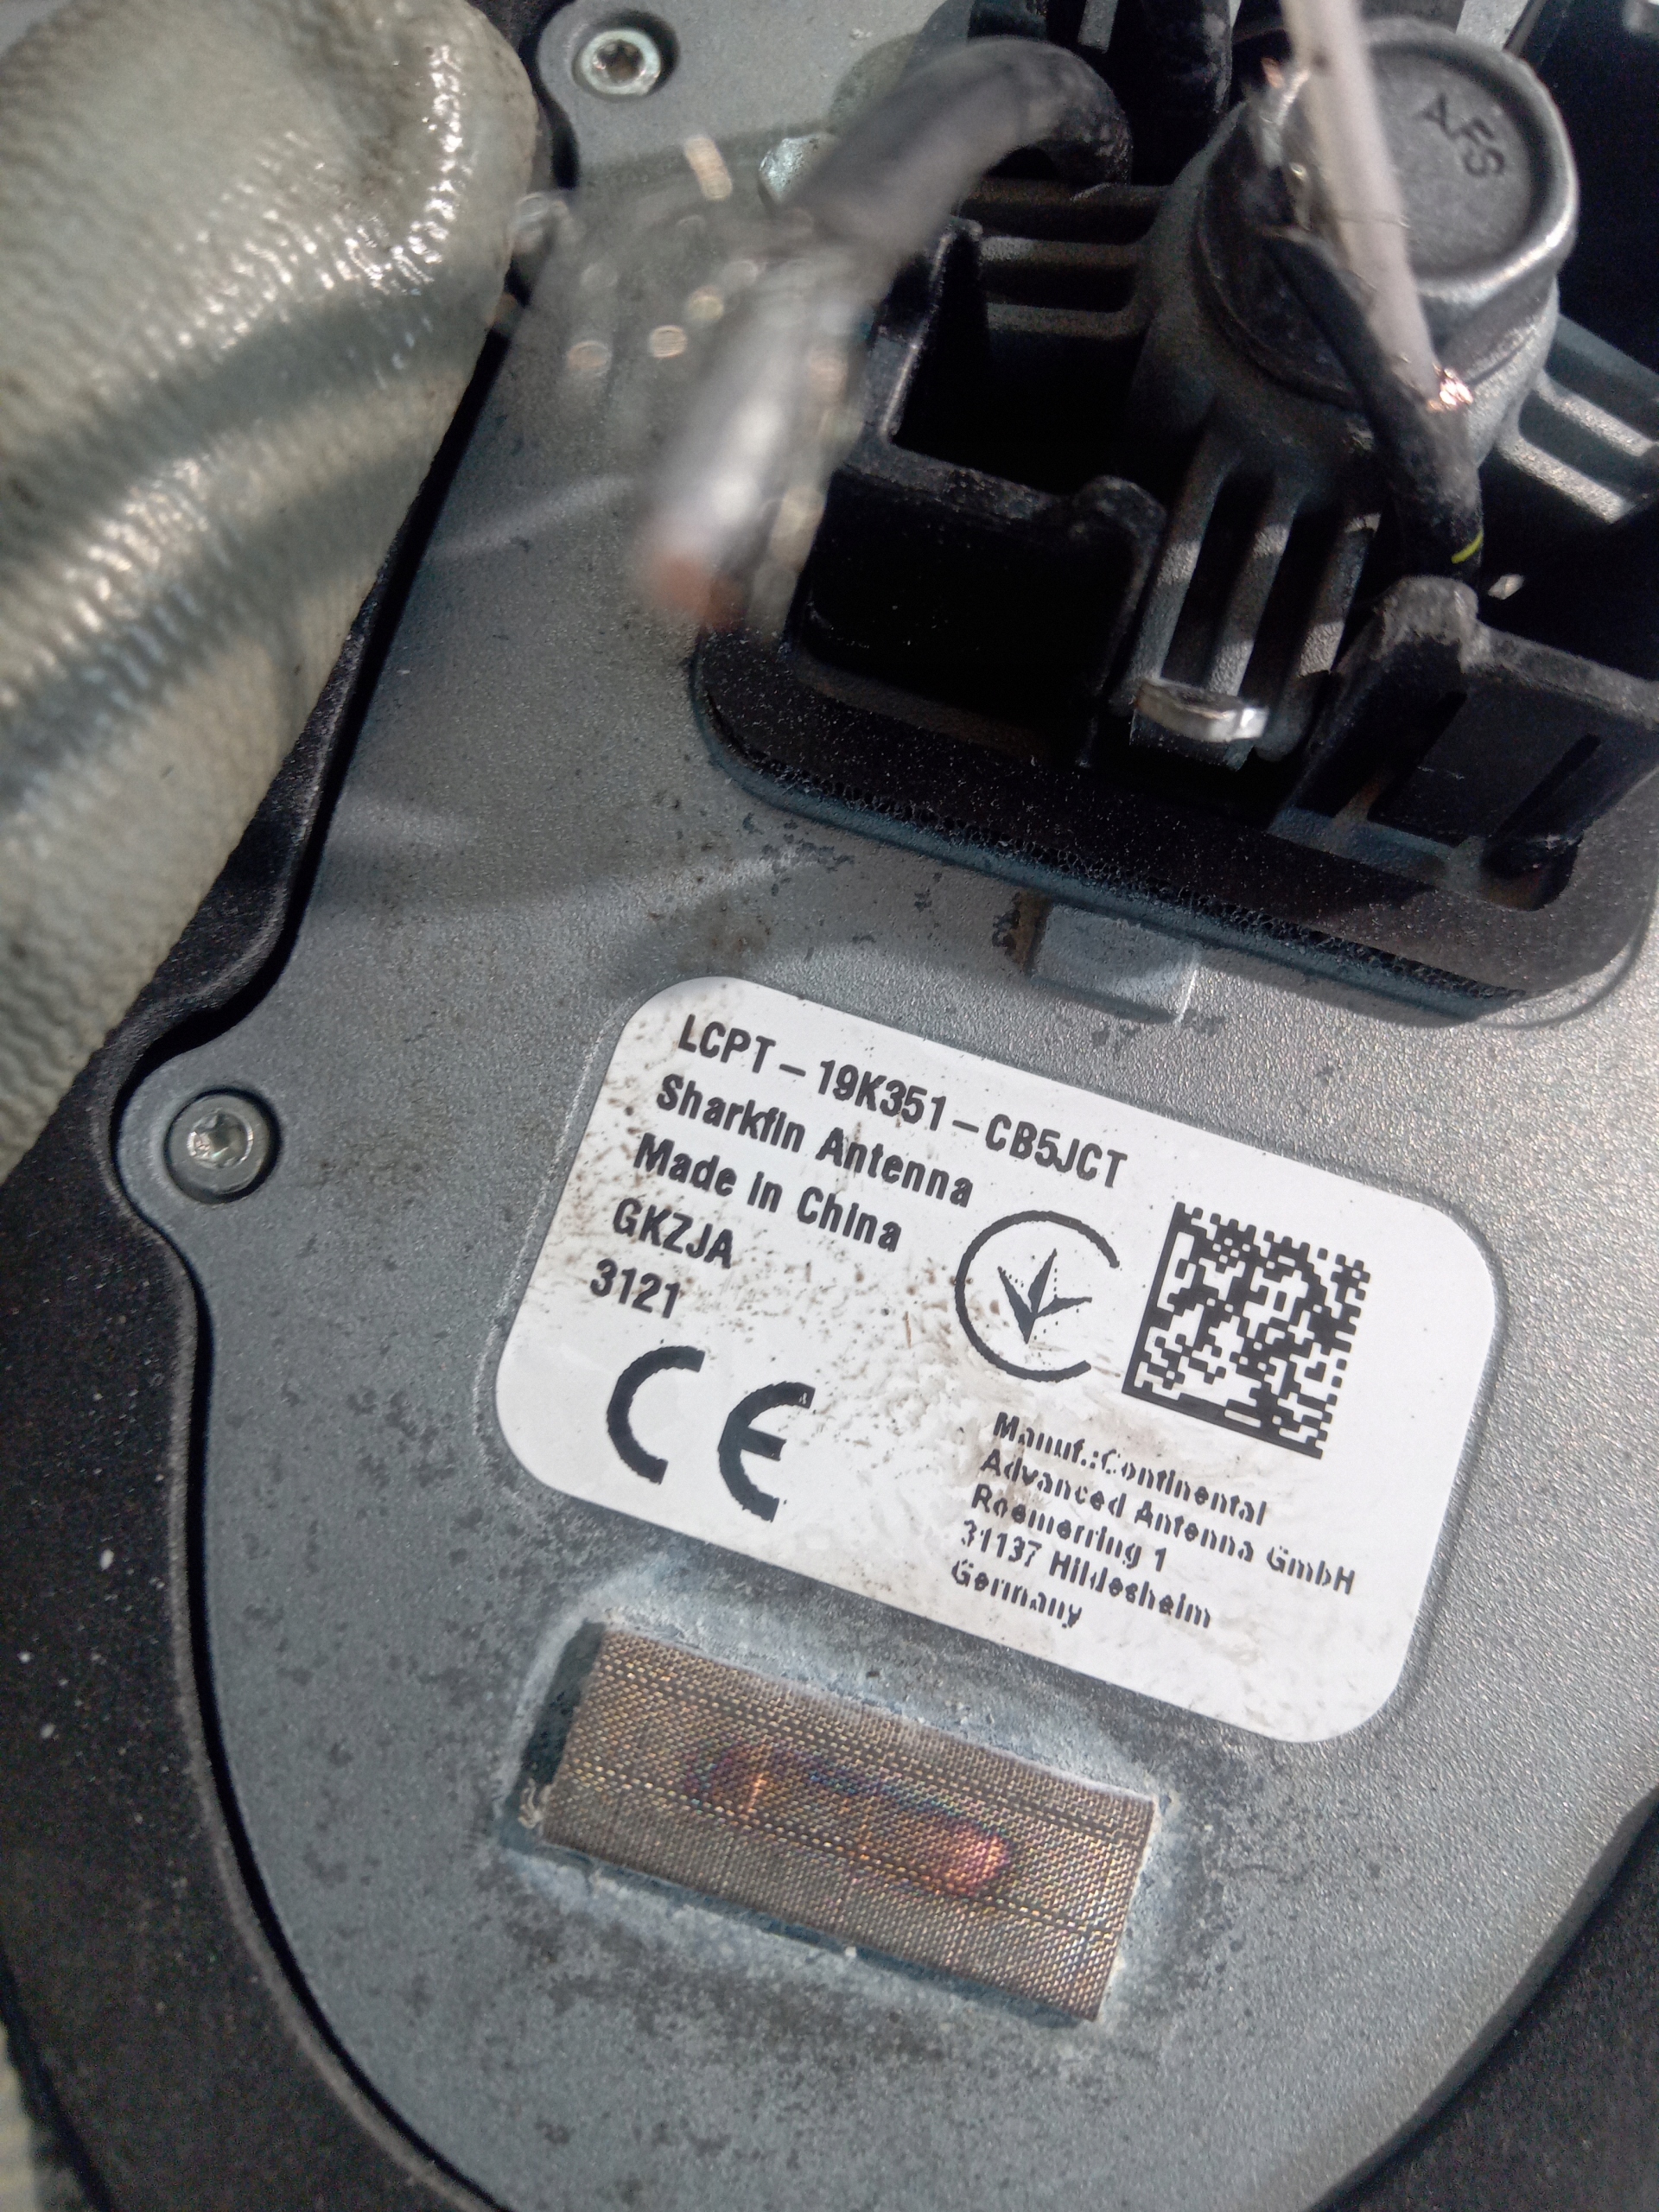 AFS
LCPT-19K351-CB5JCT
Sharkfin Antenna
Made in China
GKZJA
3121
CE
Manuf.:Continental
Advanced Antenna GmbH
Roemerring 1
31137 Hildesheim
Germany